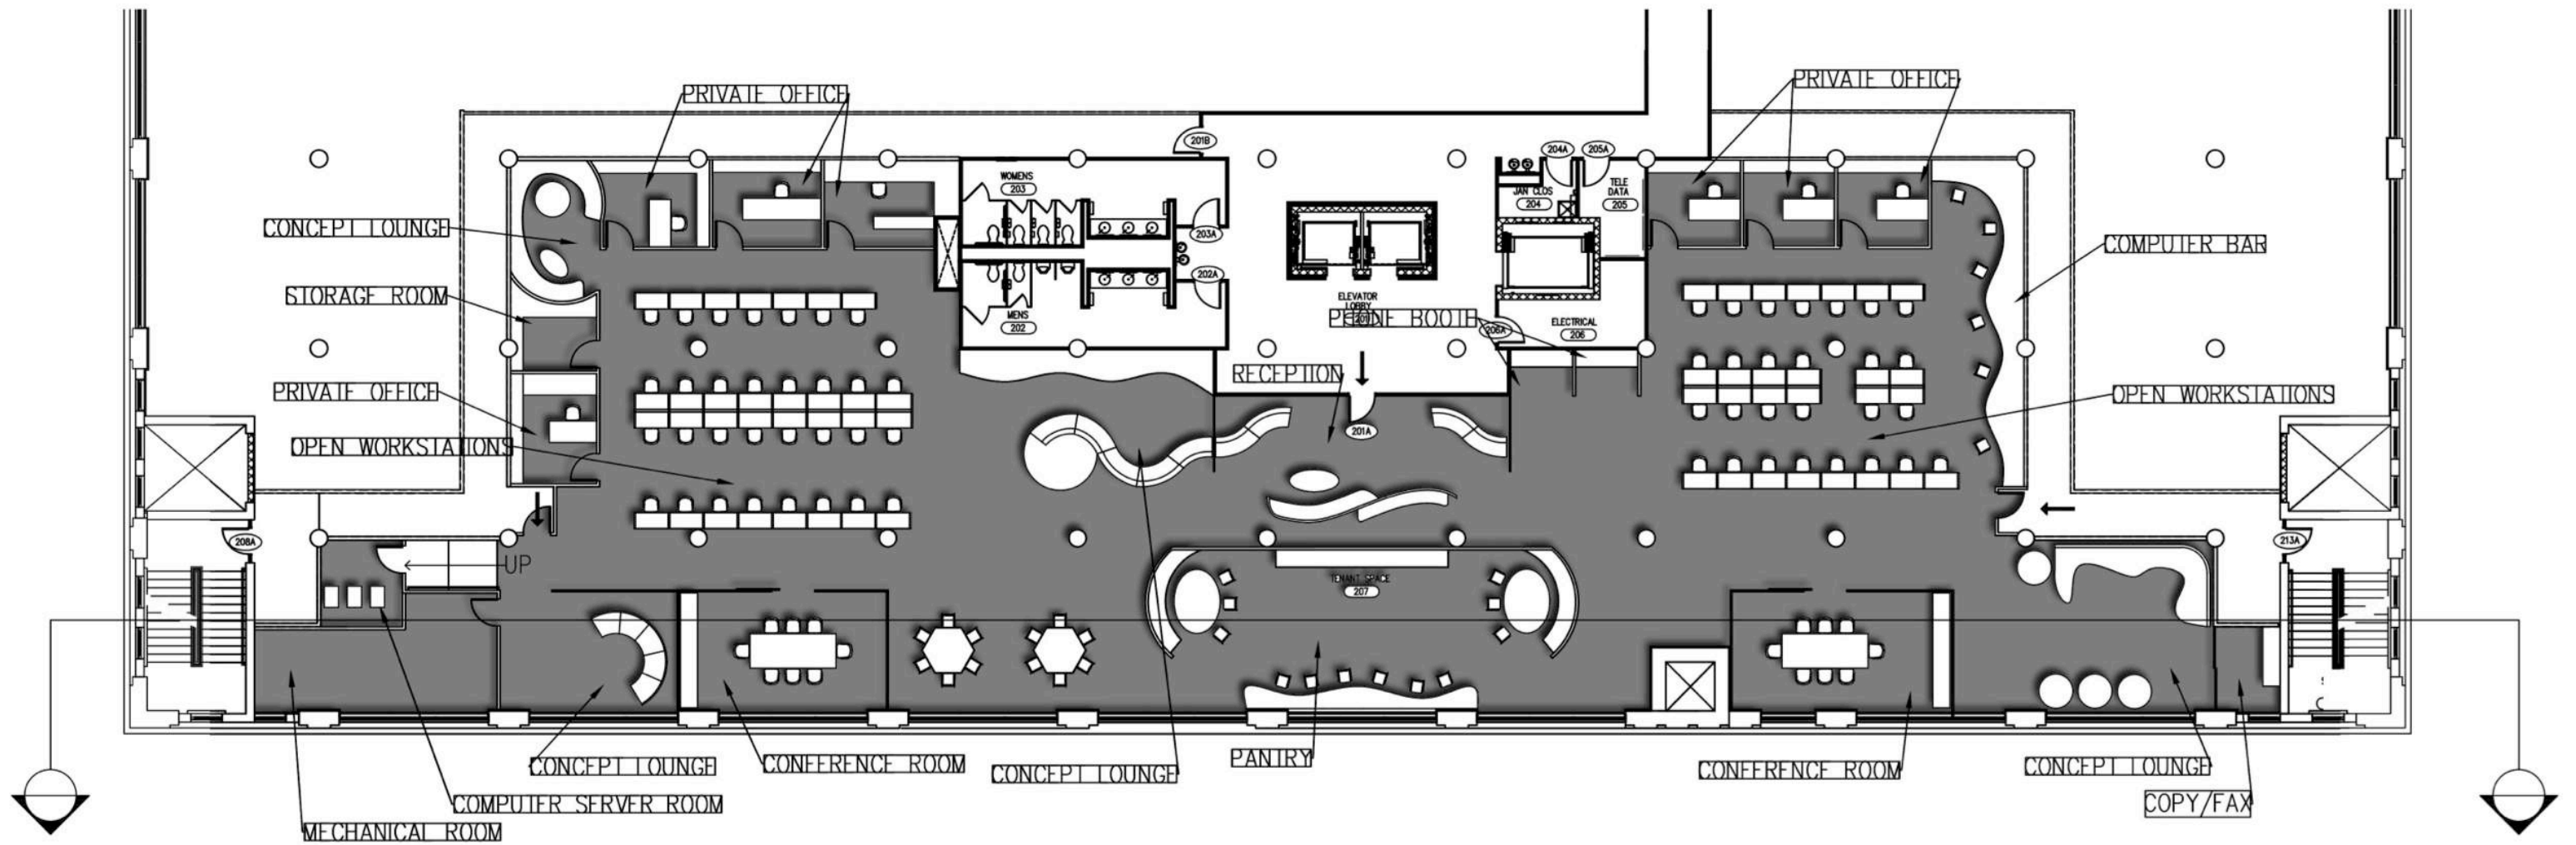 PRIVATE OFFICE
PRIVATE OFFICE
201B
204A
205A
WOMENS
203
JAN CLOS
204
TELE
DATA
205
CONCEPT LOUNGE
203A
COMPUTER BAR
202A
STORAGE ROOM
ELEVATOR
LOBBY
201
MENS
202
PHONE BOOTH
206A
ELECTRICAL
206
RECEPTION
PRIVATE OFFICE
OPEN WORKSTATIONS
201A
OPEN WORKSTATIONS
208A
213A
UP
TENANT SPACE
207
PANTRY
CONCEPT LOUNGE
CONFERENCE ROOM
CONCEPT LOUNGE
CONFERENCE ROOM
CONCEPT LOUNGE
COMPUTER SERVER ROOM
COPY/FAX
MECHANICAL ROOM